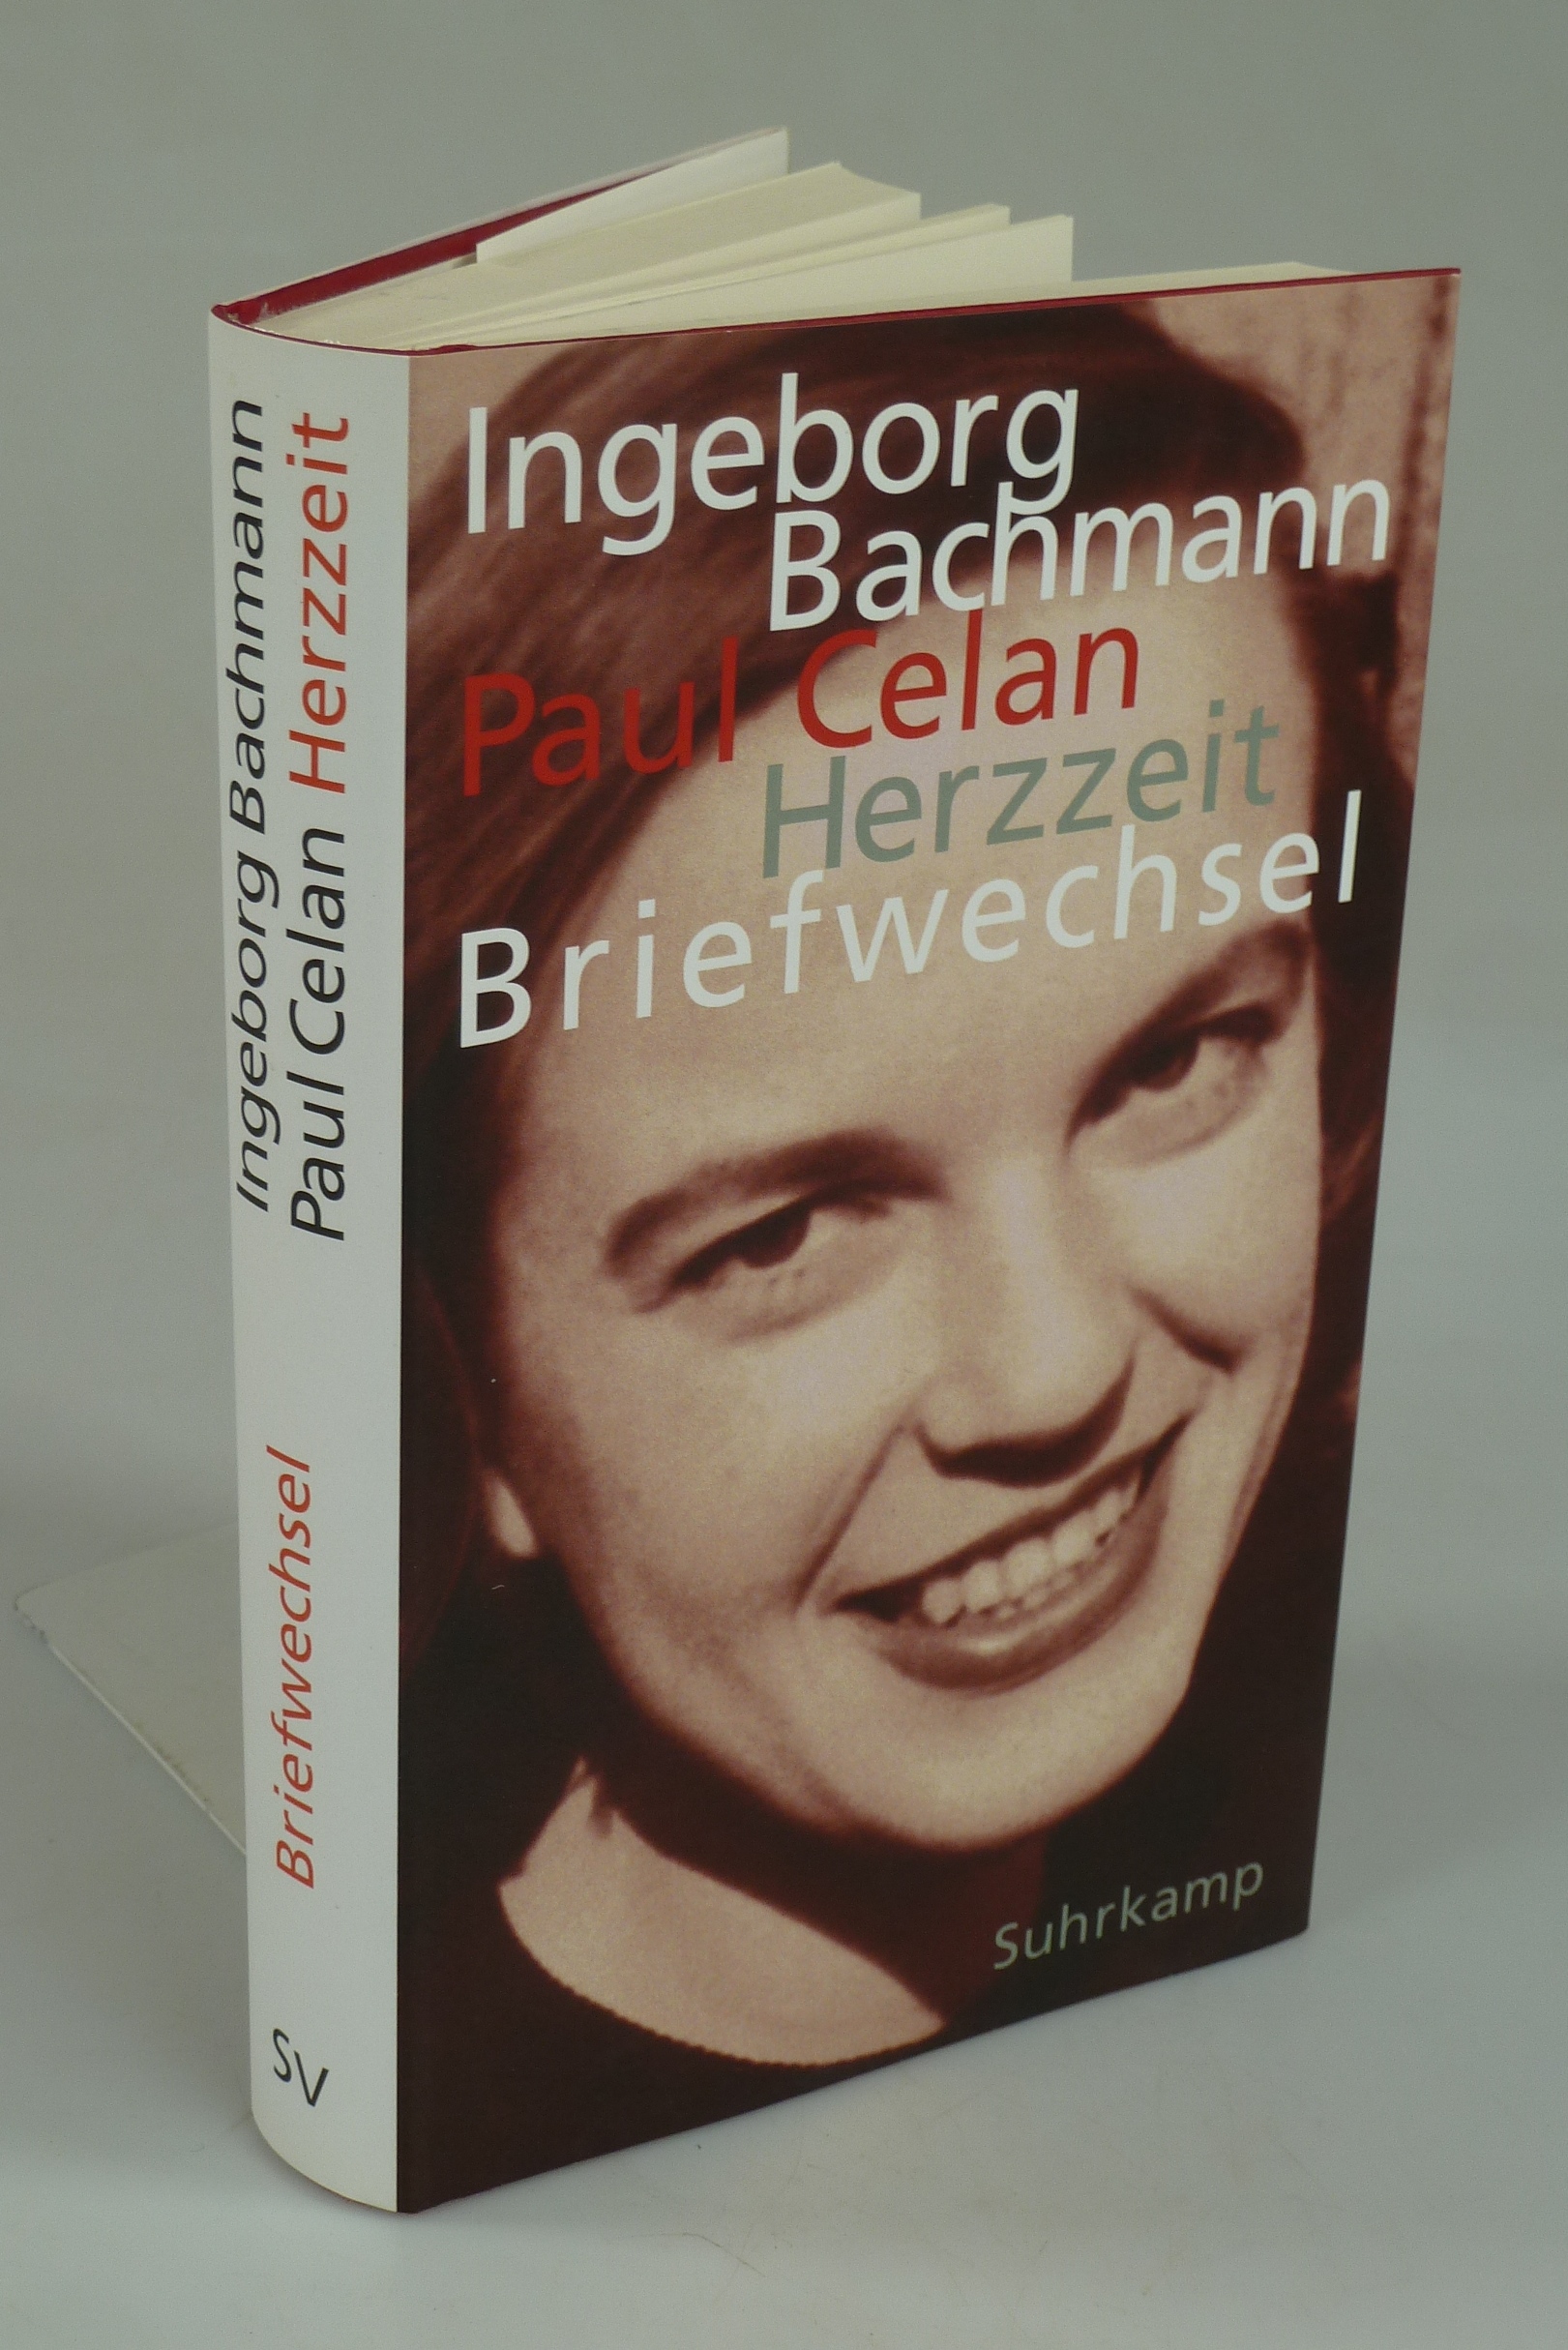 Ingeborg
Bachmann
Paul Celan
Herzzeit
Briefwechsel
Suhrkamp
Ingeborg Bachmann
Paul Celan Herzzeit
Briefwechsel
SV